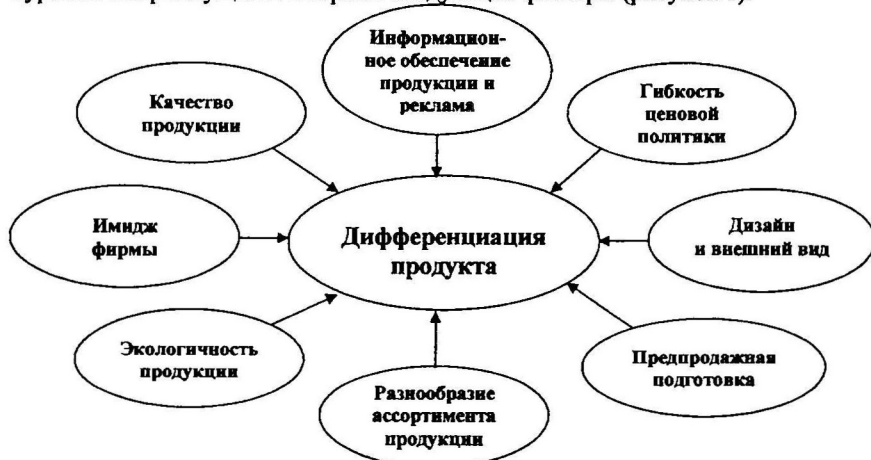 Информацион-
ное обеспечение
продукции и
реклама
Качество
продукции
Гибкость
ценовой
политики
Имидж
фирмы
Дифференциация
продукта
Дизайн
и внешний вид
Экологичность
продукции
Предпродажная
подготовка
Разнообразие
ассортимента
продукции